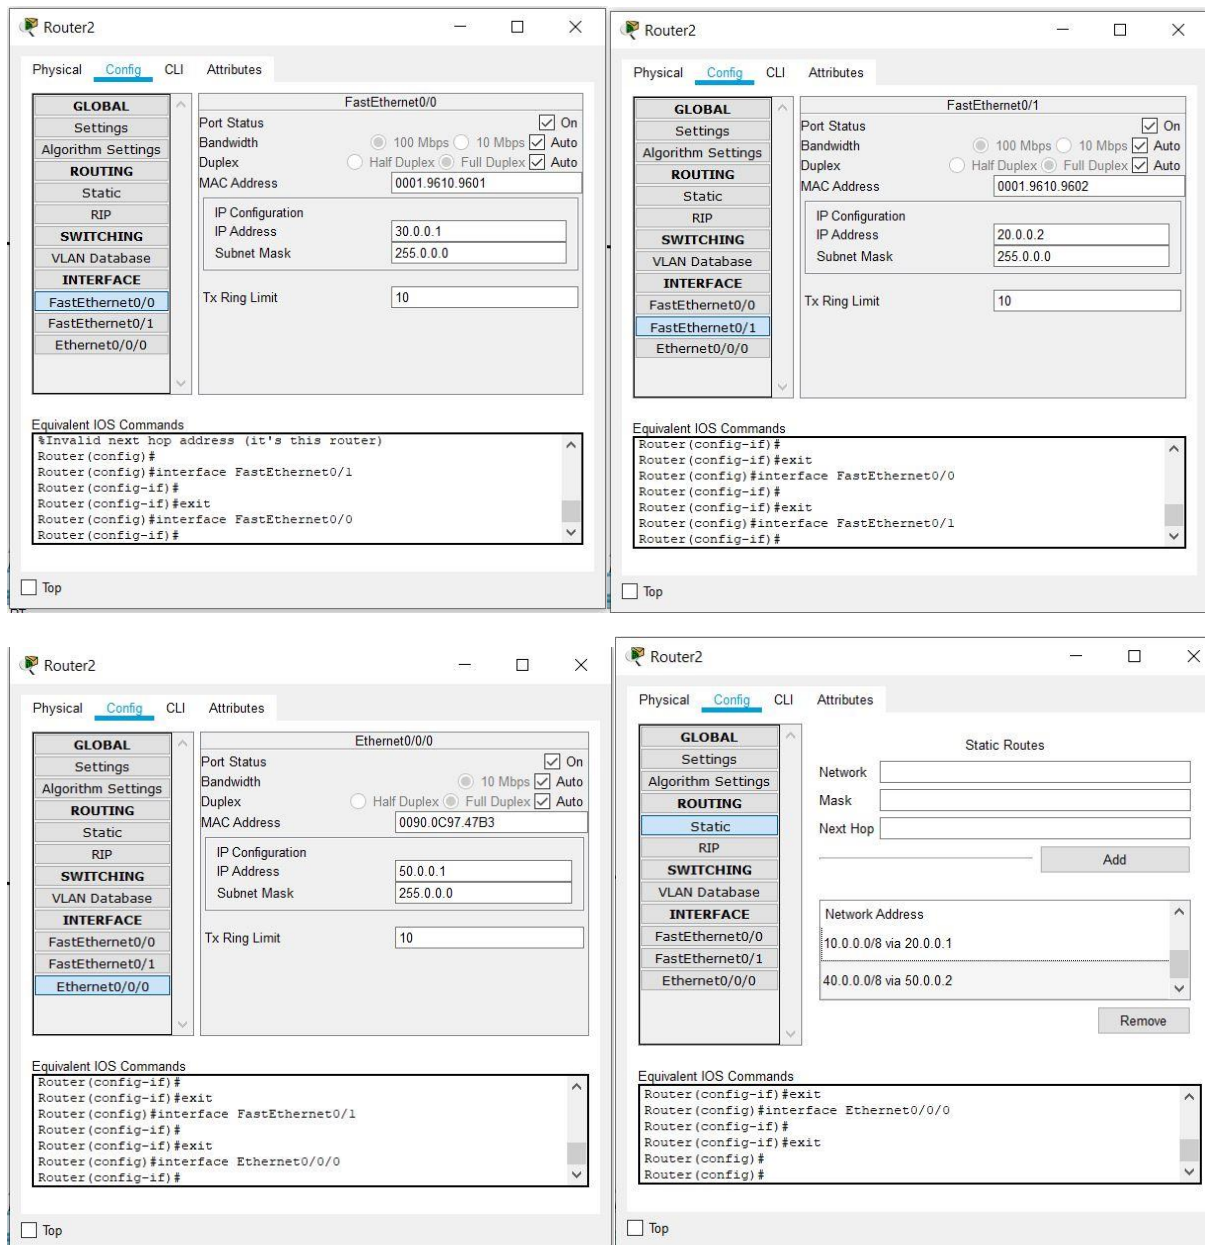 Router2
Physical Config CLI Attributes
GLOBAL
Settings
Algorithm Settings
ROUTING
Static
RIP
SWITCHING
VLAN Database
INTERFACE
FastEthernet0/0
FastEthernet0/1
Ethernet0/0/0
FastEthernet0/0
Port Status On
Bandwidth 100 Mbps 10 Mbps Auto
Duplex Half Duplex Full Duplex Auto
MAC Address 0001.9610.9601
IP Configuration
IP Address 30.0.0.1
Subnet Mask 255.0.0.0
Tx Ring Limit 10
Equivalent IOS Commands
%Invalid next hop address (it's this router)
Router(config)#
Router(config)#interface FastEthernet0/1
Router(config-if)#
Router(config-if)#exit
Router(config)#interface FastEthernet0/0
Router(config-if)#
Top
Router2
Physical Config CLI Attributes
GLOBAL
Settings
Algorithm Settings
ROUTING
Static
RIP
SWITCHING
VLAN Database
INTERFACE
FastEthernet0/0
FastEthernet0/1
Ethernet0/0/0
FastEthernet0/1
Port Status On
Bandwidth 100 Mbps 10 Mbps Auto
Duplex Half Duplex Full Duplex Auto
MAC Address 0001.9610.9602
IP Configuration
IP Address 20.0.0.2
Subnet Mask 255.0.0.0
Tx Ring Limit 10
Equivalent IOS Commands
Router(config-if)#
Router(config-if)#exit
Router(config)#interface FastEthernet0/0
Router(config-if)#
Router(config-if)#exit
Router(config)#interface FastEthernet0/1
Router(config-if)#
Top
Router2
Physical Config CLI Attributes
GLOBAL
Settings
Algorithm Settings
ROUTING
Static
RIP
SWITCHING
VLAN Database
INTERFACE
FastEthernet0/0
FastEthernet0/1
Ethernet0/0/0
Ethernet0/0/0
Port Status On
Bandwidth 10 Mbps Auto
Duplex Half Duplex Full Duplex Auto
MAC Address 0090.0C97.47B3
IP Configuration
IP Address 50.0.0.1
Subnet Mask 255.0.0.0
Tx Ring Limit 10
Equivalent IOS Commands
Router(config-if)#
Router(config-if)#exit
Router(config)#interface FastEthernet0/1
Router(config-if)#
Router(config-if)#exit
Router(config)#interface Ethernet0/0/0
Router(config-if)#
Top
Router2
Physical Config CLI Attributes
GLOBAL
Settings
Algorithm Settings
ROUTING
Static
RIP
SWITCHING
VLAN Database
INTERFACE
FastEthernet0/0
FastEthernet0/1
Ethernet0/0/0
Static Routes
Network
Mask
Next Hop
Add
Network Address
10.0.0.0/8 via 20.0.0.1
40.0.0.0/8 via 50.0.0.2
Remove
Equivalent IOS Commands
Router(config-if)#exit
Router(config)#interface Ethernet0/0/0
Router(config-if)#
Router(config-if)#exit
Router(config)#
Router(config)#
Top